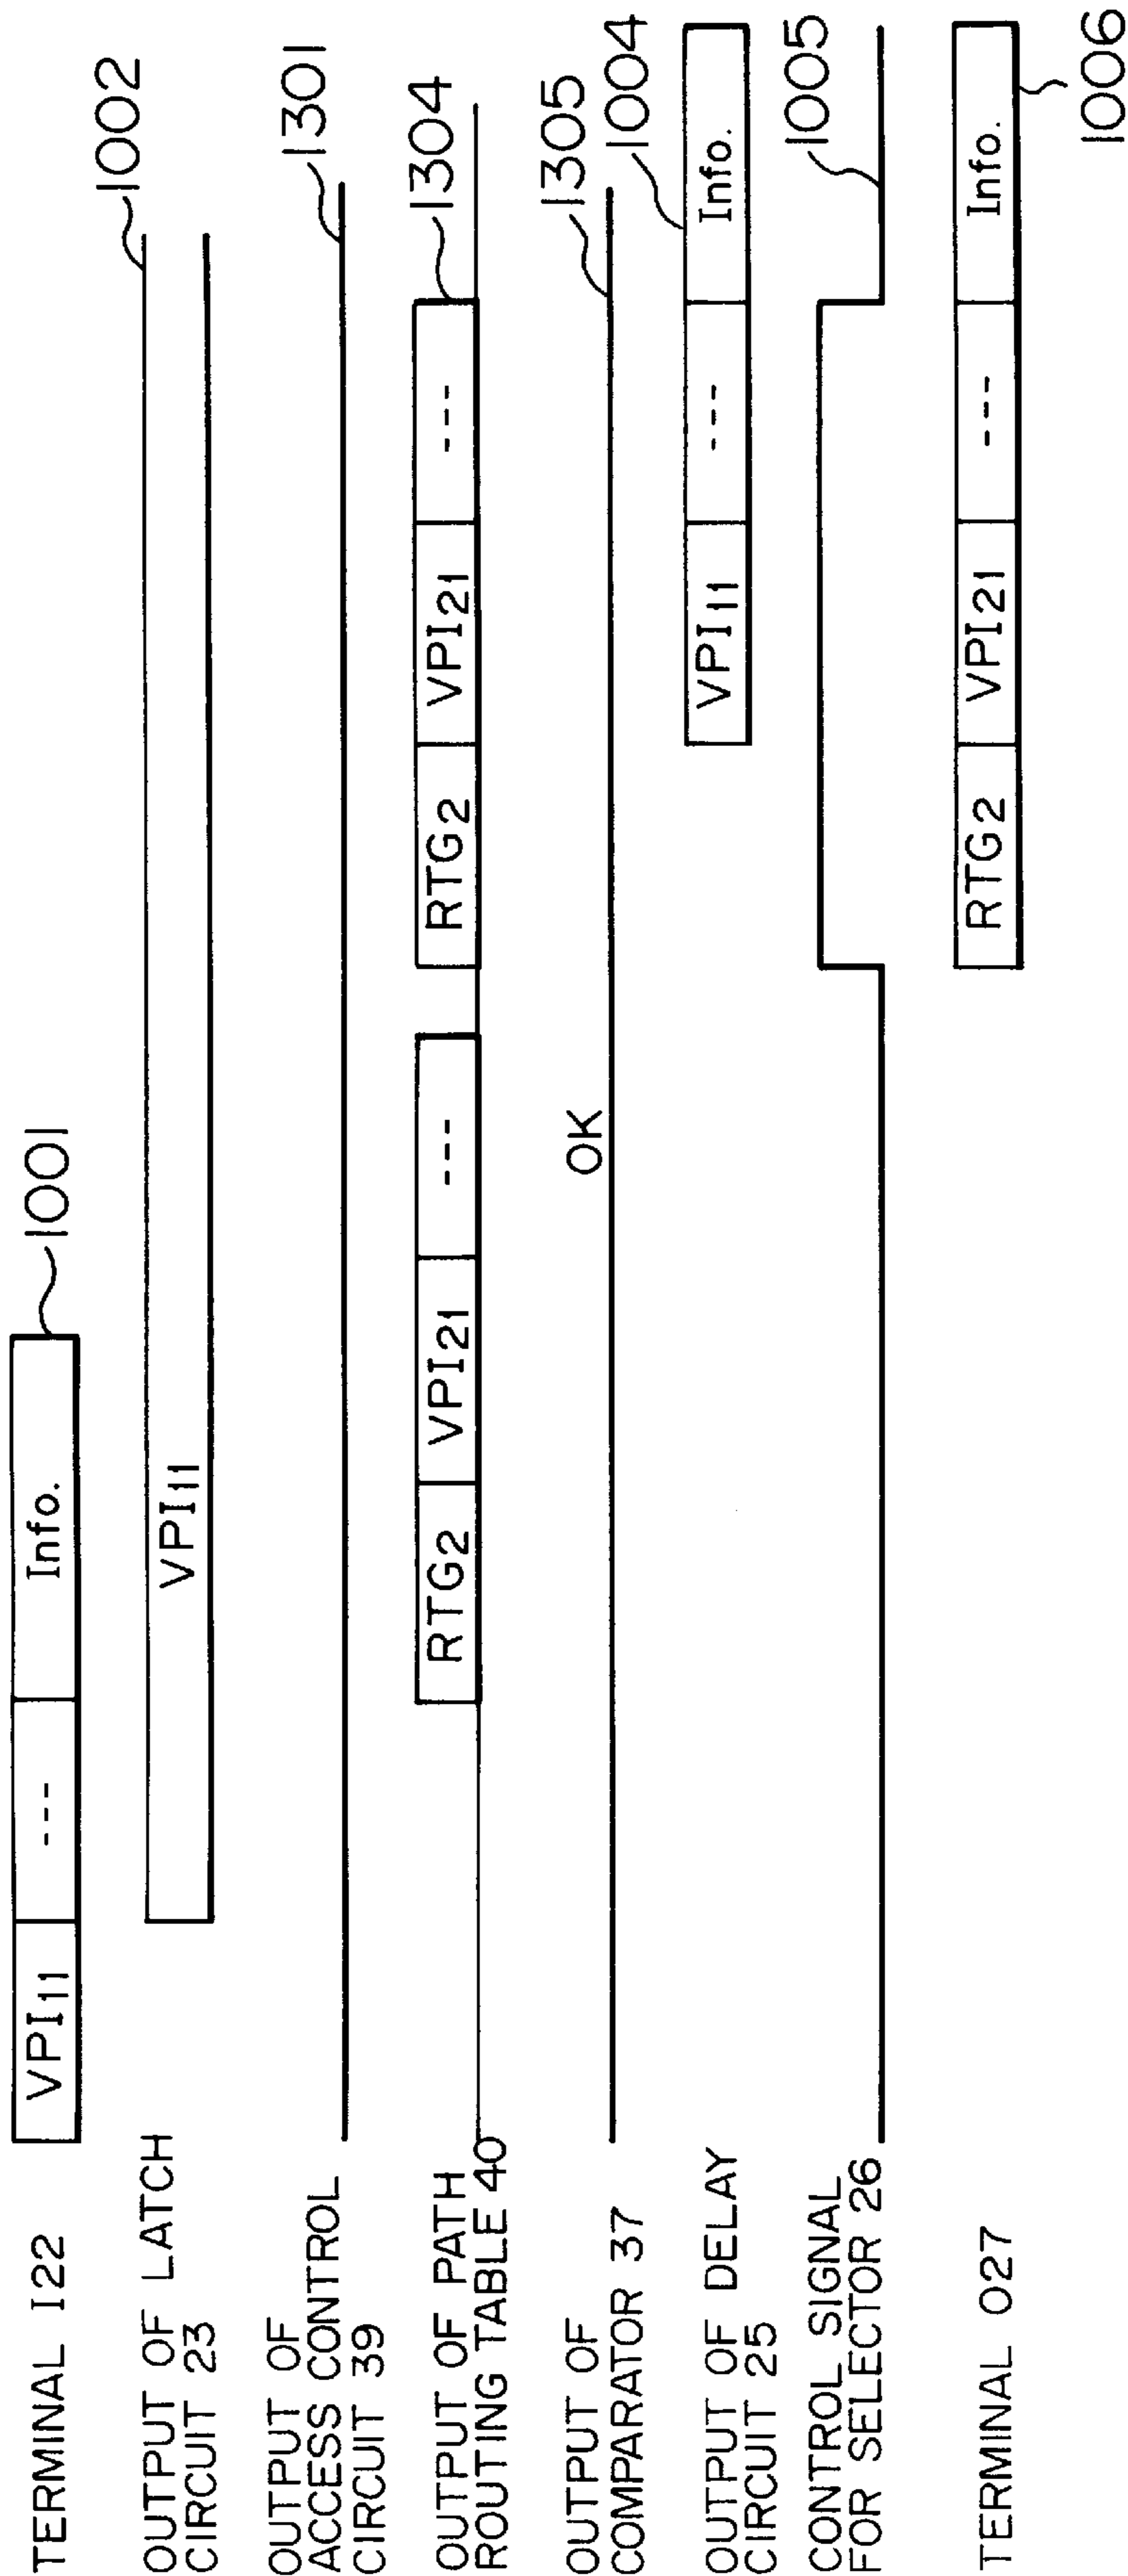 TERMINAL I22
VPI11
---
Info.
1001
OUTPUT OF LATCH
CIRCUIT 23
VPI11
1002
OUTPUT OF
ACCESS CONTROL
CIRCUIT 39
1301
OUTPUT OF PATH
ROUTING TABLE 40
RTG2
VPI21
---
RTG2
VPI21
---
1304
OUTPUT OF
COMPARATOR 37
OK
1305
OUTPUT OF DELAY
CIRCUIT 25
VPI11
---
Info.
1004
CONTROL SIGNAL
FOR SELECTOR 26
1005
TERMINAL O27
RTG2
VPI21
---
Info.
1006